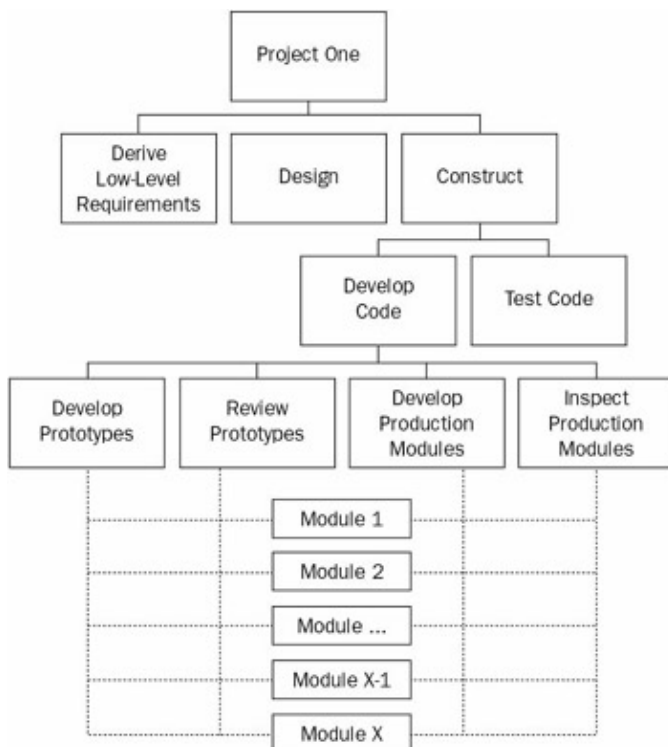 Project One
Derive
Low-Level
Requirements
Design
Construct
Develop
Code
Test Code
Develop
Prototypes
Review
Prototypes
Develop
Production
Modules
Inspect
Production
Modules
Module 1
Module 2
Module ...
Module X-1
Module X